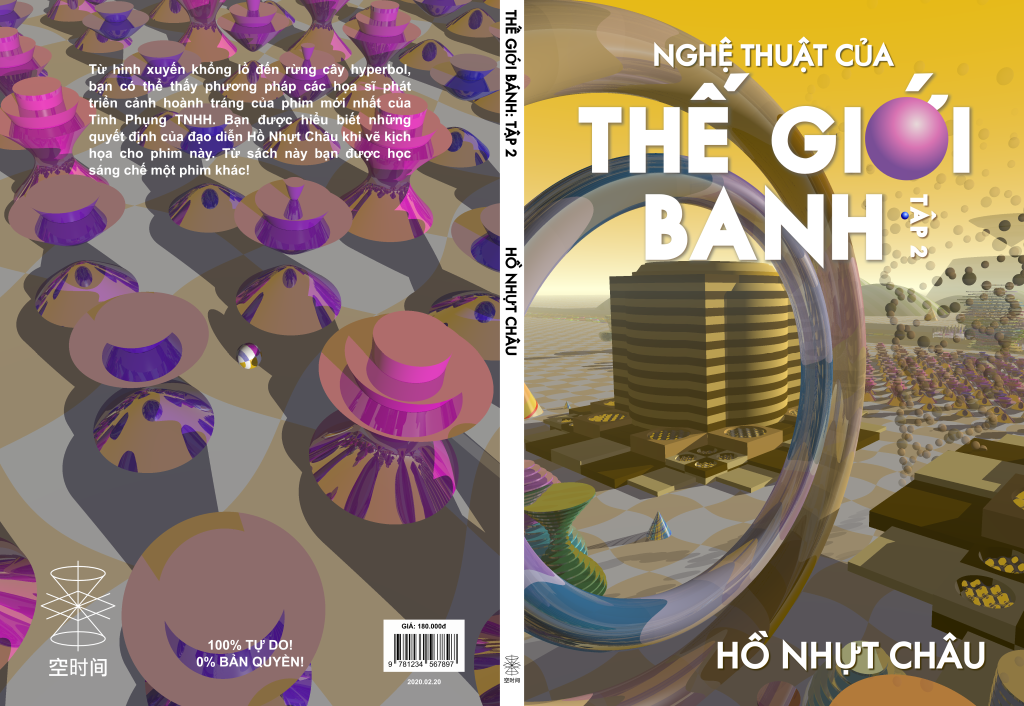 Từ hình xuyến khổng lồ đến rừng cây hyperbol,
bạn có thể thấy phương pháp các họa sĩ phát
triển cảnh hoành tráng của phim mới nhất của
Tinh Phụng TNHH. Bạn được hiểu biết những
quyết định của đạo diễn Hồ Nhựt Châu khi vẽ kịch
họa cho phim này. Từ sách này bạn được học
sáng chế một phim khác!
空时间
100% TỰ DO!
0% BẢN QUYỀN!
GIÁ: 180.000đ
9 781234 567897
2020.02.20
THẾ GIỚI BANH: TẬP 2
HỒ NHỰT CHÂU
空时间
NGHỆ THUẬT CỦA
THẾ GIỚI
BANH
TẬP 2
HỒ NHỰT CHÂU